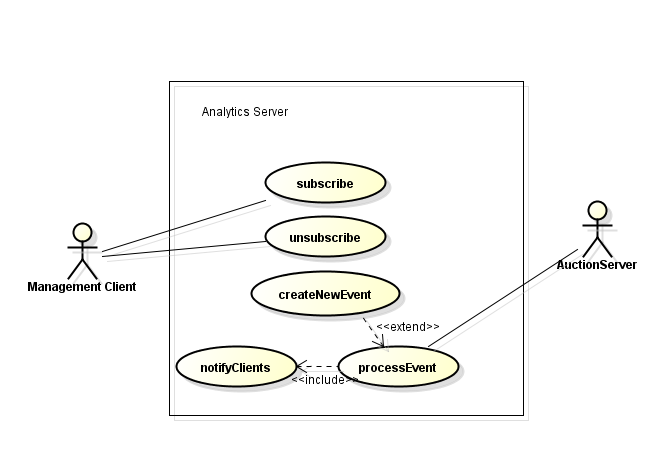 Analytics Server
subscribe
unsubscribe
Management Client
AuctionServer
createNewEvent
<<extend>>
notifyClients
processEvent
<<include>>